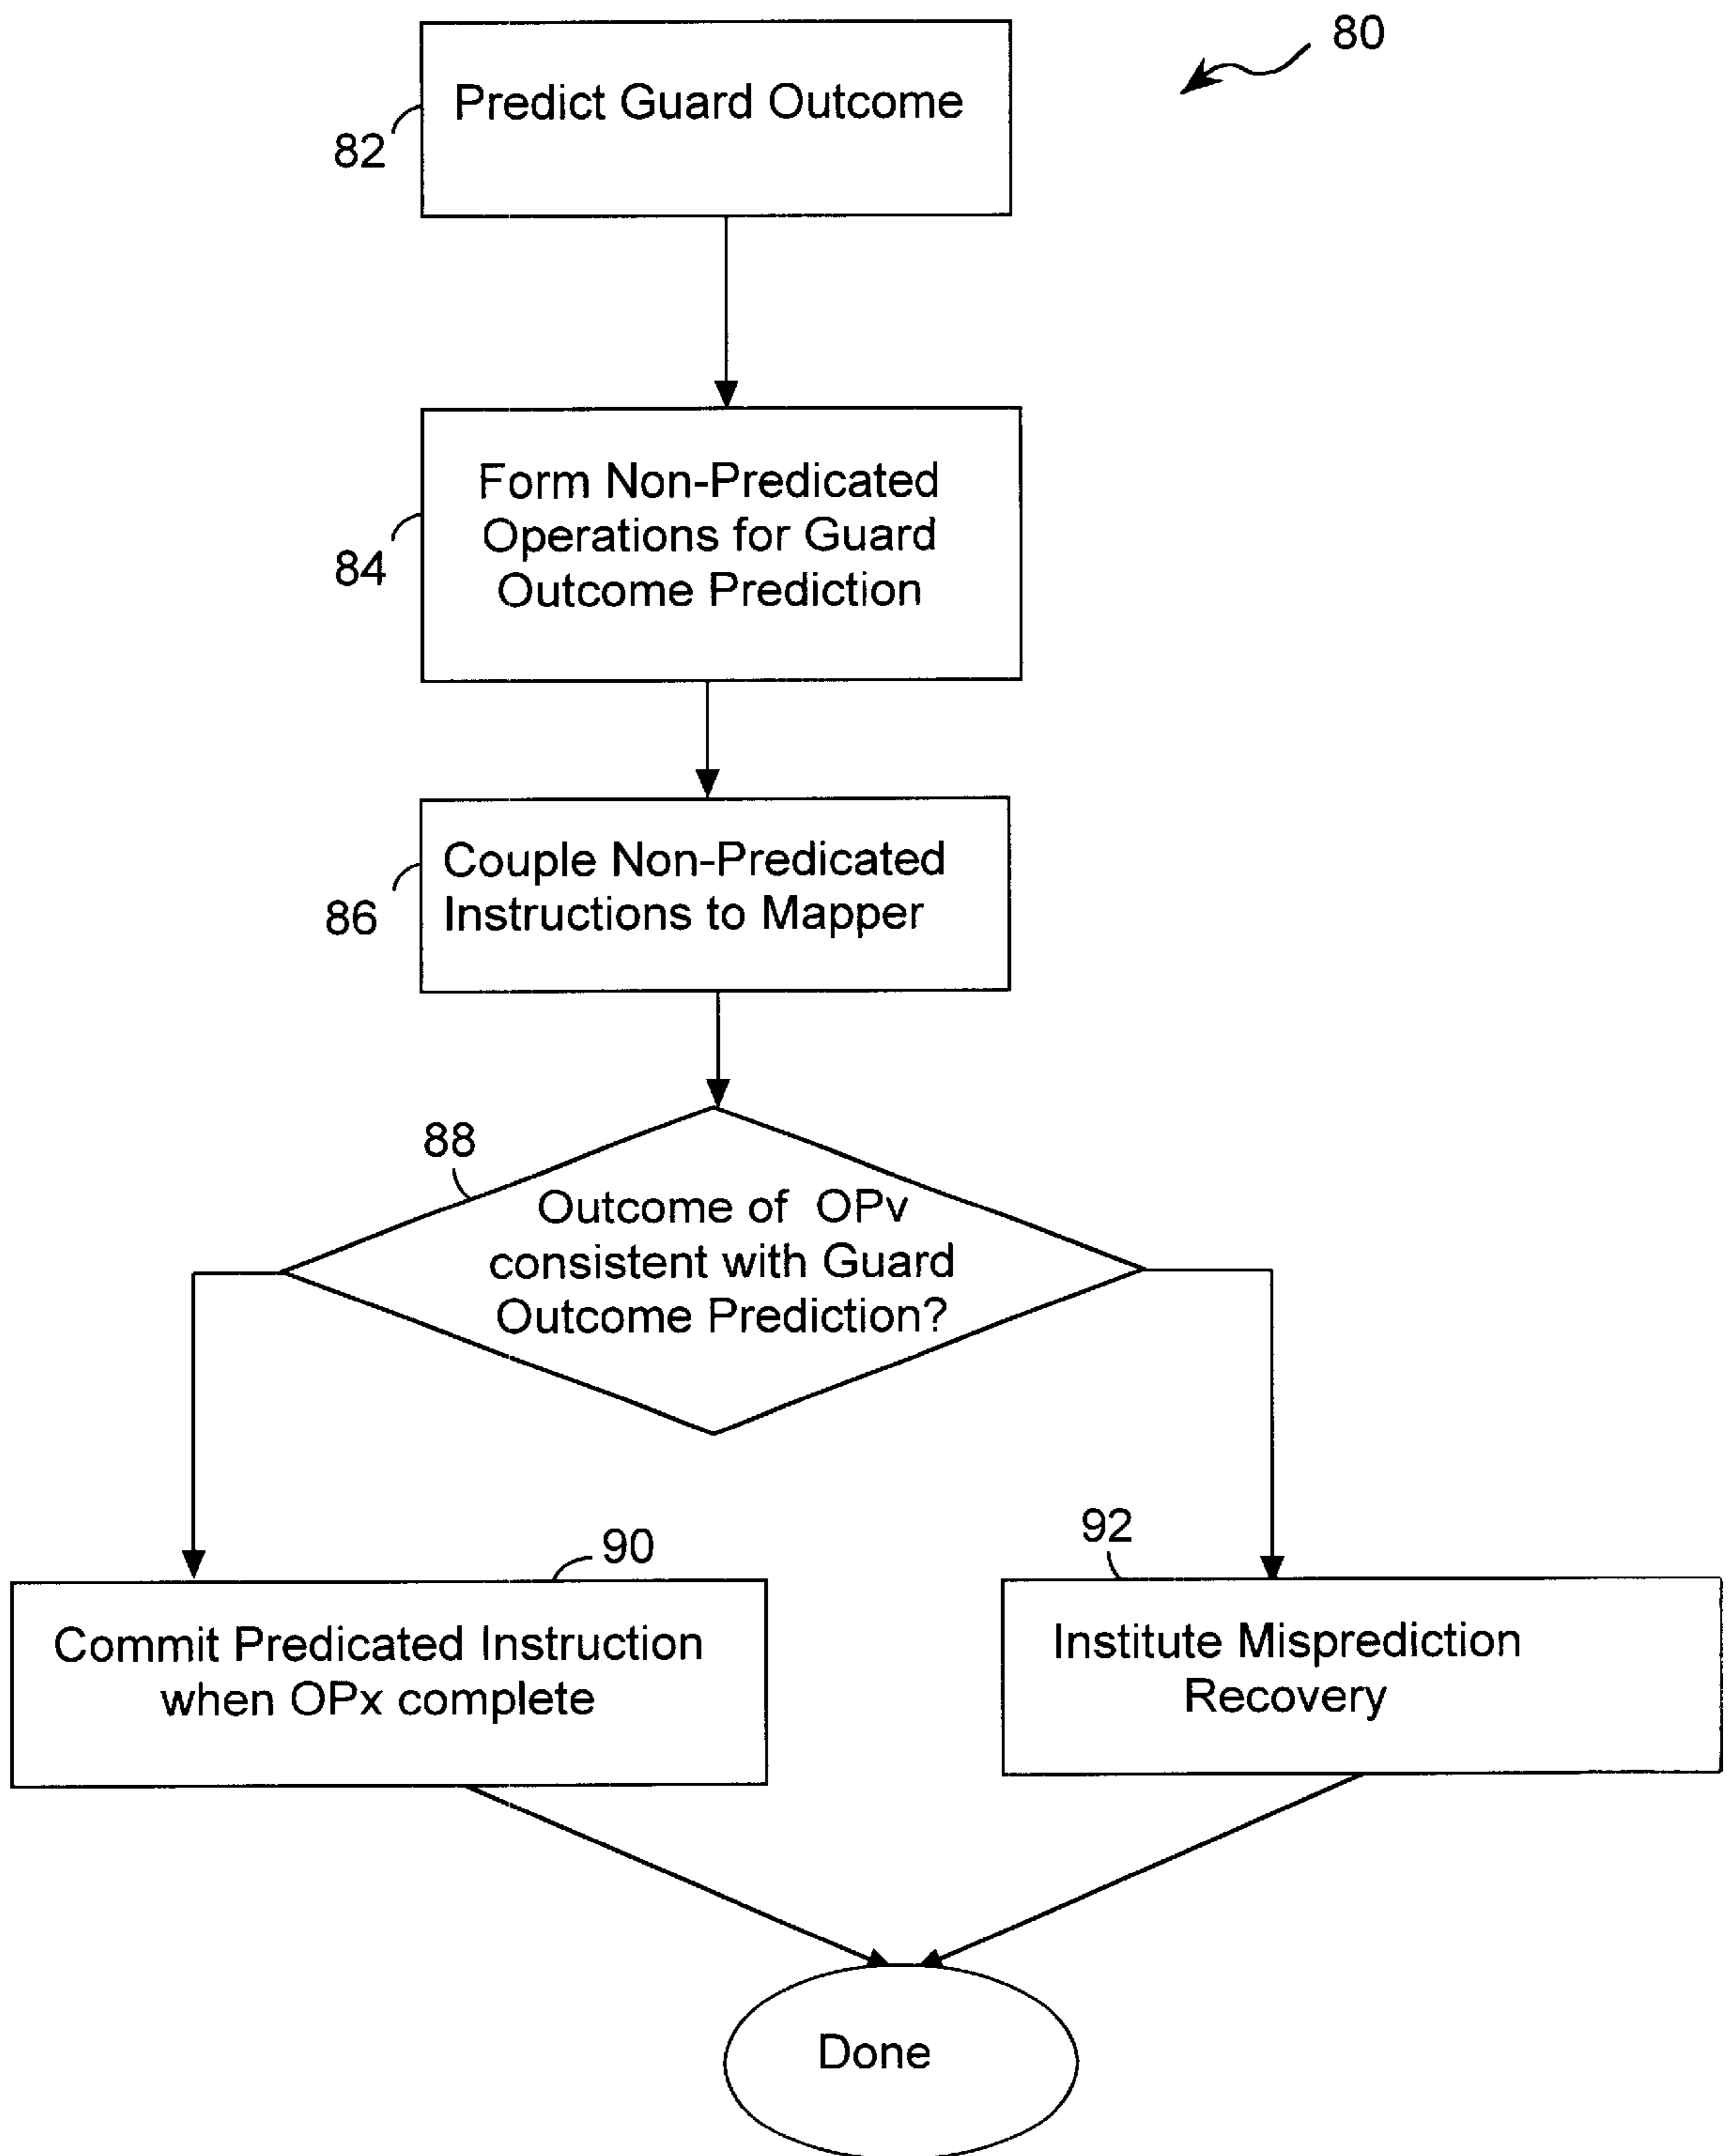 80
Predict Guard Outcome
82
Form Non-Predicated
Operations for Guard
Outcome Prediction
84
Couple Non-Predicated
Instructions to Mapper
86
88
Outcome of OPv
consistent with Guard
Outcome Prediction?
90
Commit Predicated Instruction
when OPx complete
92
Institute Misprediction
Recovery
Done